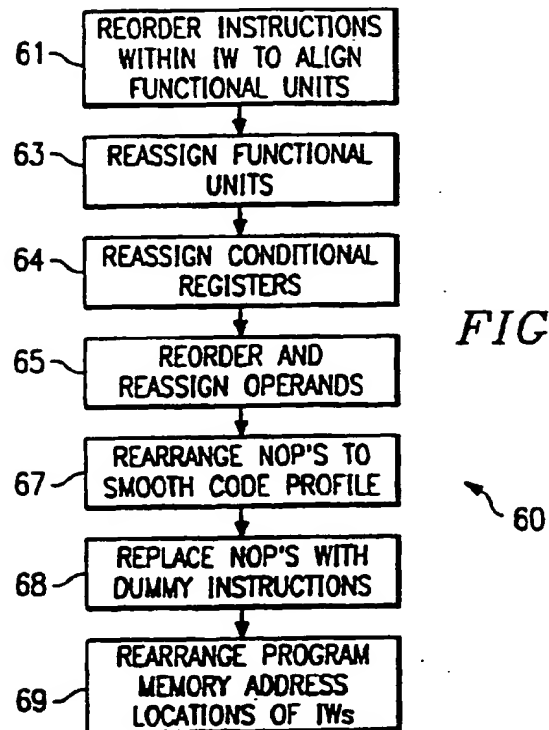 61
REORDER INSTRUCTIONS
WITHIN IW TO ALIGN
FUNCTIONAL UNITS
63
REASSIGN FUNCTIONAL
UNITS
64
REASSIGN CONDITIONAL
REGISTERS
FIG
65
REORDER AND
REASSIGN OPERANDS
67
REARRANGE NOP'S TO
SMOOTH CODE PROFILE
60
68
REPLACE NOP'S WITH
DUMMY INSTRUCTIONS
69
REARRANGE PROGRAM
MEMORY ADDRESS
LOCATIONS OF IWs